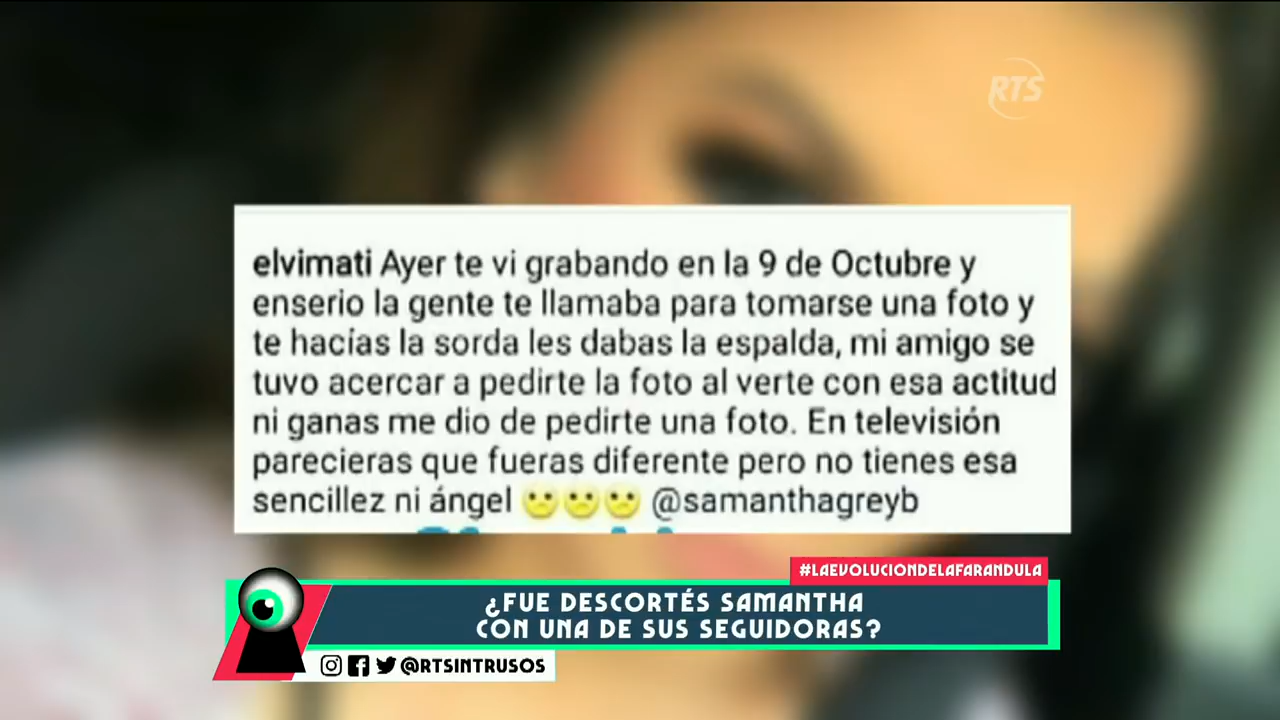 RTS
elvimati Ayer te vi grabando en la 9 de Octubre y
enserio la gente te llamaba para tomarse una foto y
te hacías la sorda les dabas la espalda, mi amigo se
tuvo acercar a pedirte la foto al verte con esa actitud
ni ganas me dio de pedirte una foto. En televisión
parecieras que fueras diferente pero no tienes esa
sencillez ni ángel 😕😕😕 @samanthagreyb
#LAEVOLUCIONDELAFARANDULA
¿FUE DESCORTÉS SAMANTHA
CON UNA DE SUS SEGUIDORAS?
@RTSINTRUSOS